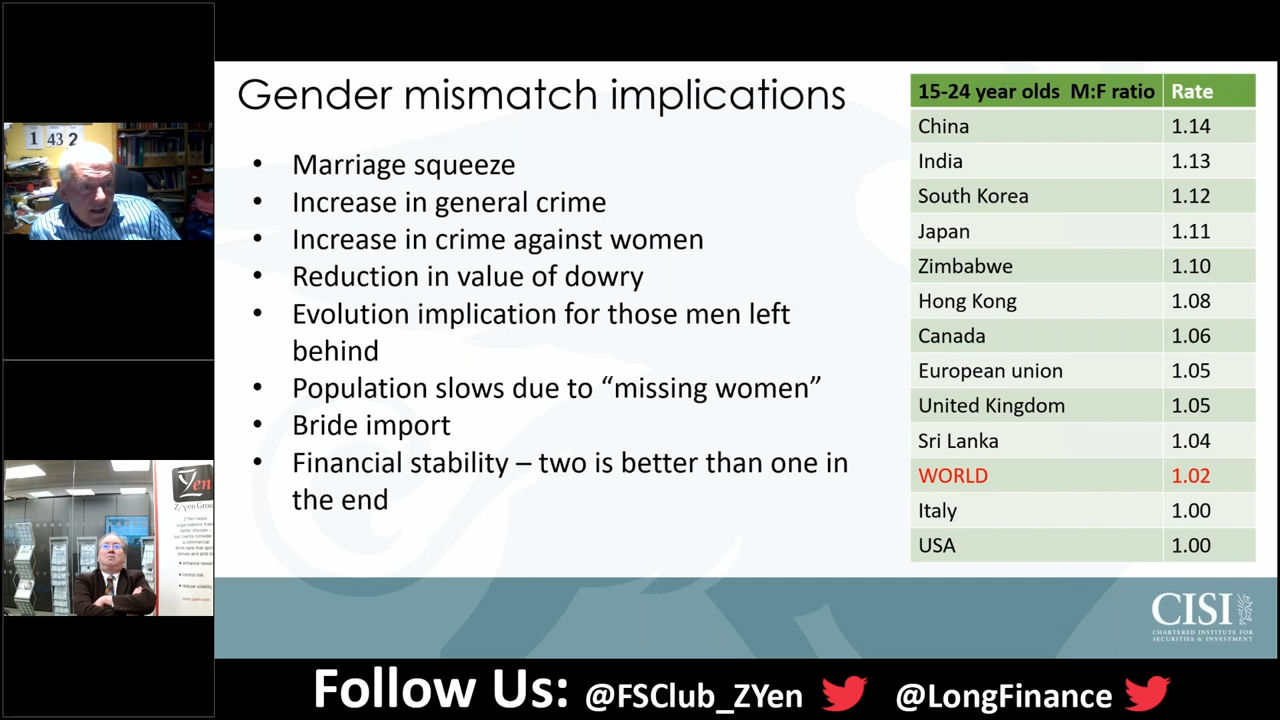 Gender mismatch implications
• Marriage squeeze
• Increase in general crime
• Increase in crime against women
• Reduction in value of dowry
• Evolution implication for those men left
behind
• Population slows due to “missing women”
• Bride import
• Financial stability – two is better than one in
the end
15-24 year olds M:F ratio Rate
China 1.14
India 1.13
South Korea 1.12
Japan 1.11
Zimbabwe 1.10
Hong Kong 1.08
Canada 1.06
European union 1.05
United Kingdom 1.05
Sri Lanka 1.04
WORLD 1.02
Italy 1.00
USA 1.00
CISI
CHARTERED INSTITUTE FOR
SECURITIES & INVESTMENT
1 43 2
Zyen
Z/Yen Group
Follow Us: @FSClub_ZYen @LongFinance